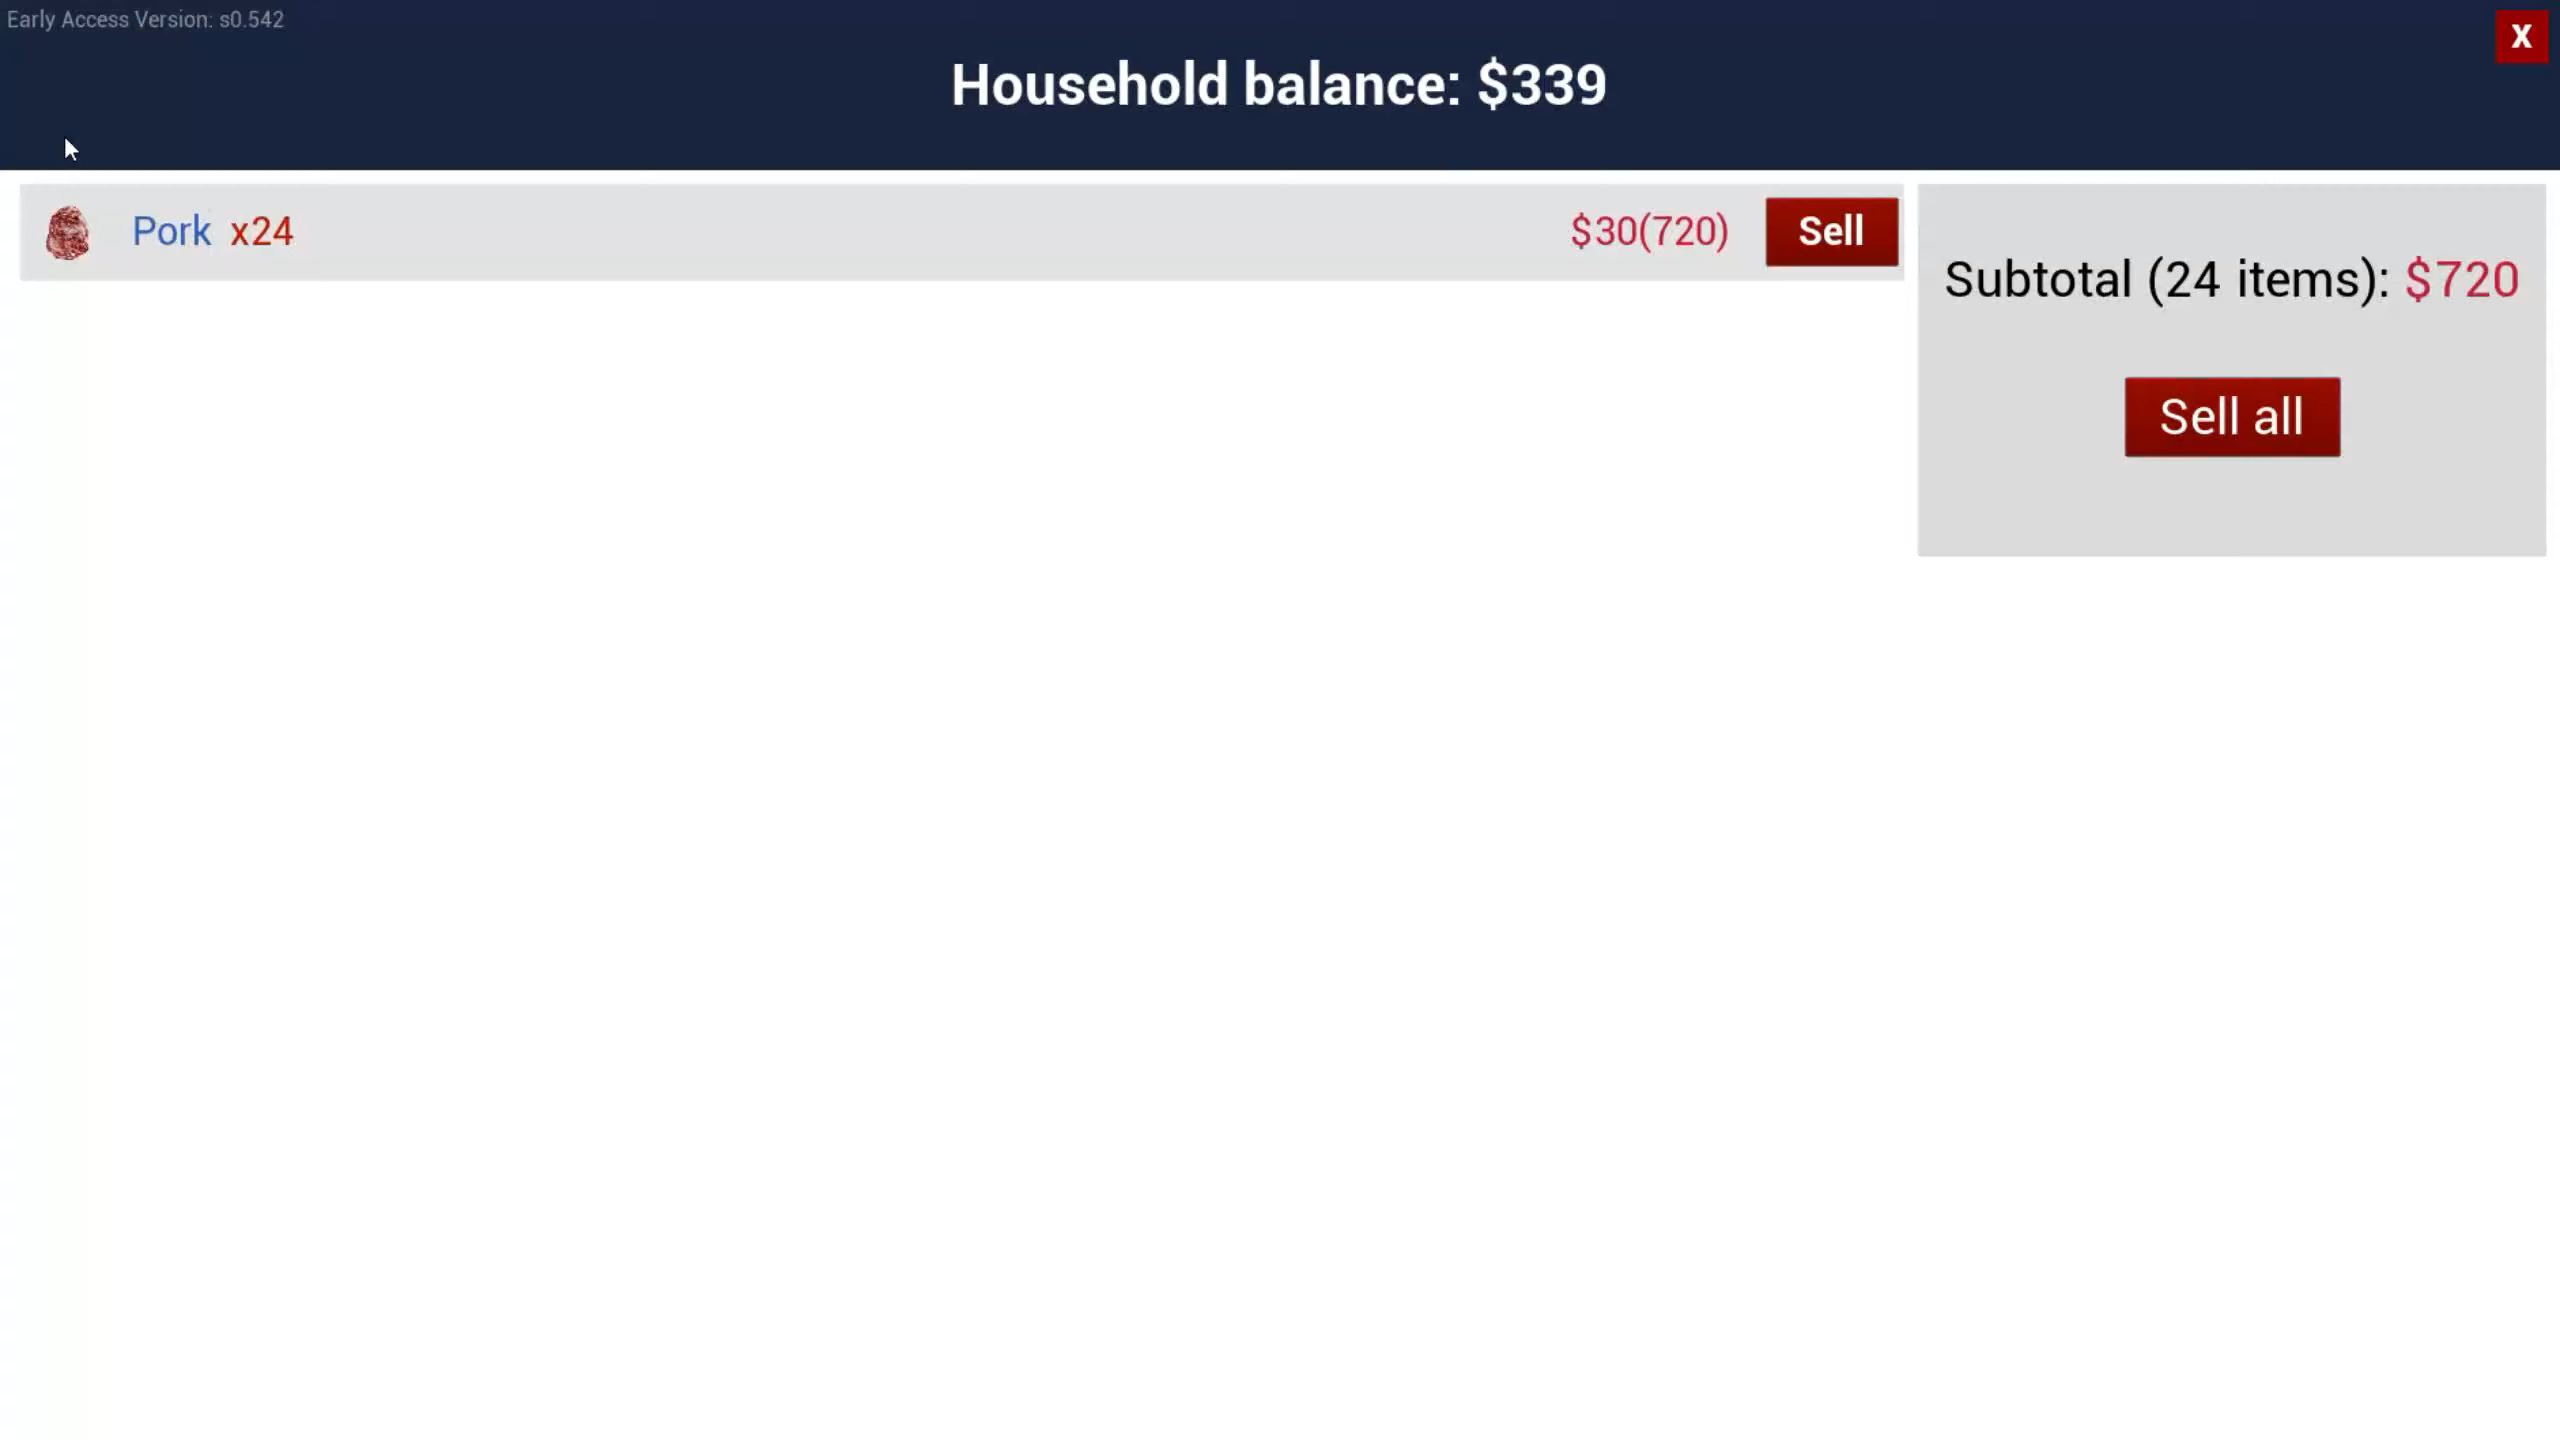 Early Access Version: s0.542
X
Household balance: $339
Pork x24 $30(720) Sell
Subtotal (24 items): $720
Sell all